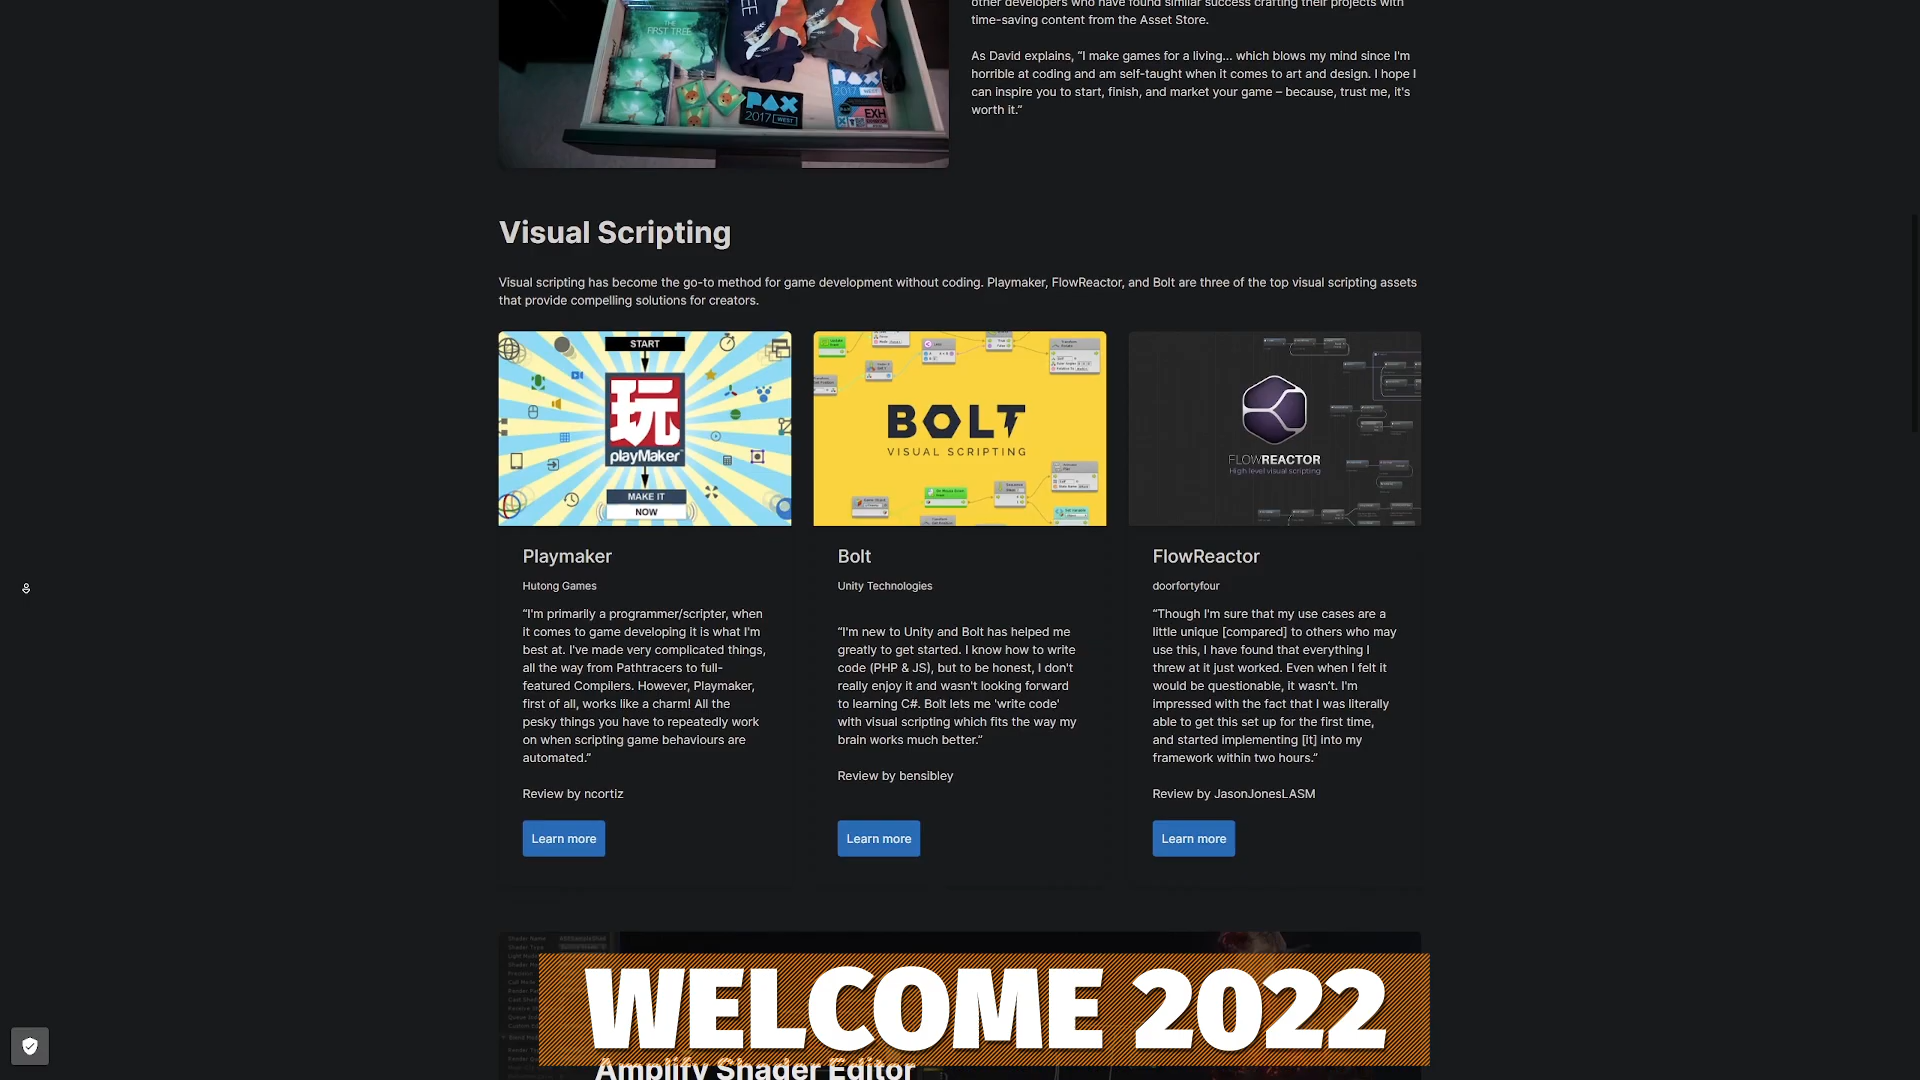 other developers who have found similar success crafting their projects with
time-saving content from the Asset Store.
As David explains, “I make games for a living... which blows my mind since I'm
horrible at coding and am self-taught when it comes to art and design. I hope I
can inspire you to start, finish, and market your game – because, trust me, it's
worth it.”
THE
FIRST TREE
PAX
2017 WEST
PAX
2017 WEST
EXH
Visual Scripting
Visual scripting has become the go-to method for game development without coding. Playmaker, FlowReactor, and Bolt are three of the top visual scripting assets
that provide compelling solutions for creators.
START
玩
playMaker
MAKE IT
NOW
BOLT
VISUAL SCRIPTING
FLOWREACTOR
High level visual scripting
Playmaker
Hutong Games
“I'm primarily a programmer/scripter, when
it comes to game developing it is what I'm
best at. I've made very complicated things,
all the way from Pathtracers to full-
featured Compilers. However, Playmaker,
first of all, works like a charm! All the
pesky things you have to repeatedly work
on when scripting game behaviours are
automated.”
Review by ncortiz
Learn more
Bolt
Unity Technologies
“I'm new to Unity and Bolt has helped me
greatly to get started. I know how to write
code (PHP & JS), but to be honest, I don't
really enjoy it and wasn't looking forward
to learning C#. Bolt lets me 'write code'
with visual scripting which fits the way my
brain works much better.”
Review by bensibley
Learn more
FlowReactor
doorfortyfour
“Though I'm sure that my use cases are a
little unique [compared] to others who may
use this, I have found that everything I
threw at it just worked. Even when I felt it
would be questionable, it wasn’t. I'm
impressed with the fact that I was literally
able to get this set up for the first time,
and started implementing [it] into my
framework within two hours.”
Review by JasonJonesLASM
Learn more
WELCOME 2022
Amplify Shader Editor